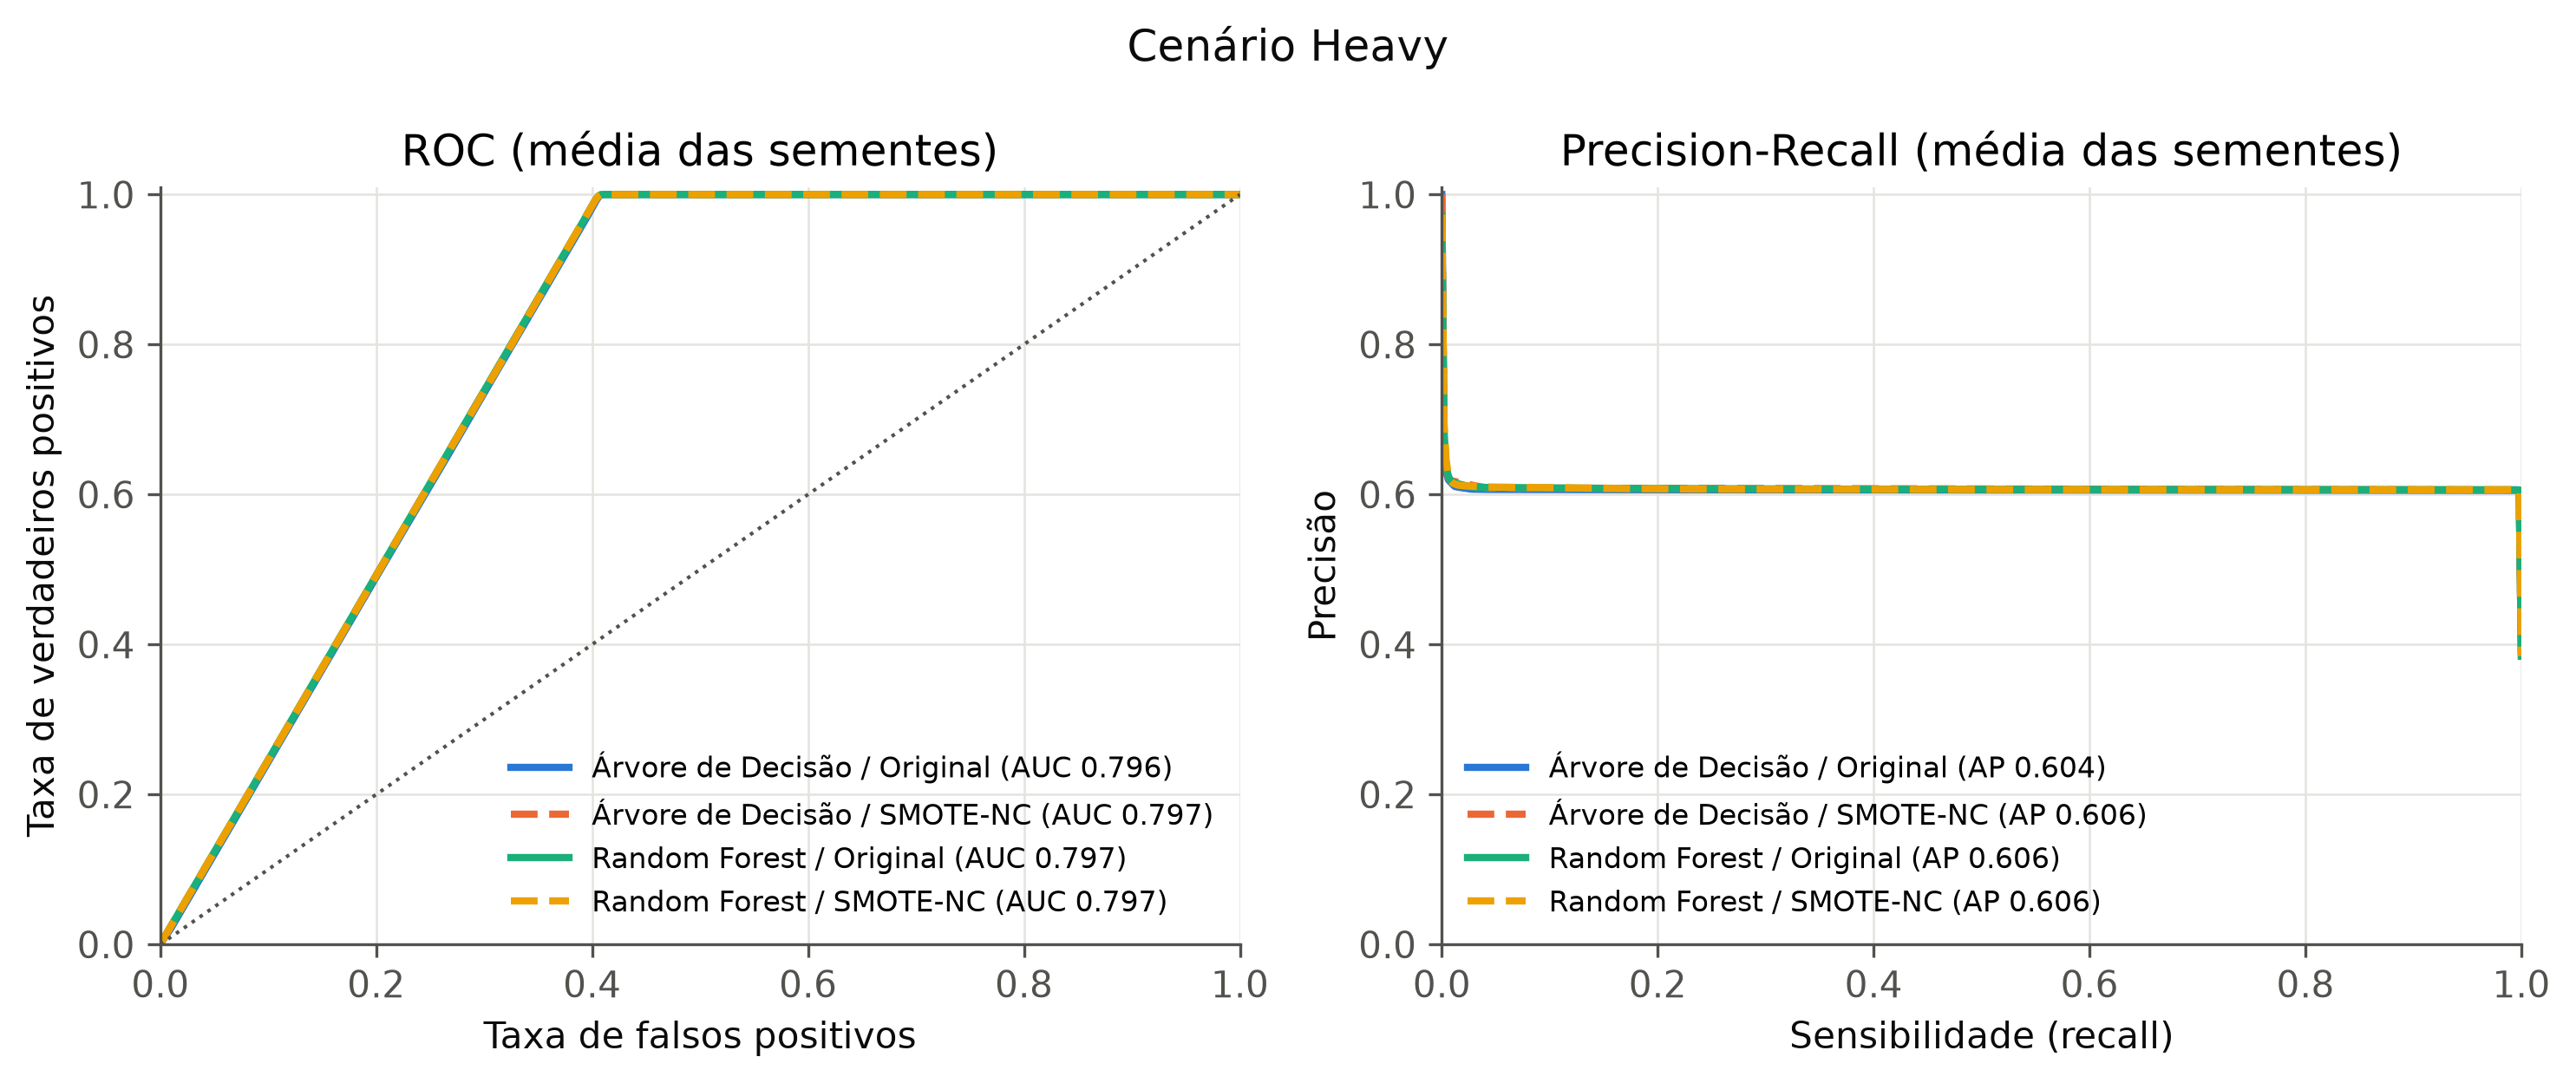 Cenário Heavy
ROC (média das sementes)
Taxa de verdadeiros positivos
1.0
0.8
0.6
0.4
0.2
0.0
Árvore de Decisão / Original (AUC 0.796)
Árvore de Decisão / SMOTE-NC (AUC 0.797)
Random Forest / Original (AUC 0.797)
Random Forest / SMOTE-NC (AUC 0.797)
0.0 0.2 0.4 0.6 0.8 1.0
Taxa de falsos positivos
Precision-Recall (média das sementes)
Precisão
1.0
0.8
0.6
0.4
0.2
0.0
Árvore de Decisão / Original (AP 0.604)
Árvore de Decisão / SMOTE-NC (AP 0.606)
Random Forest / Original (AP 0.606)
Random Forest / SMOTE-NC (AP 0.606)
0.0 0.2 0.4 0.6 0.8 1.0
Sensibilidade (recall)